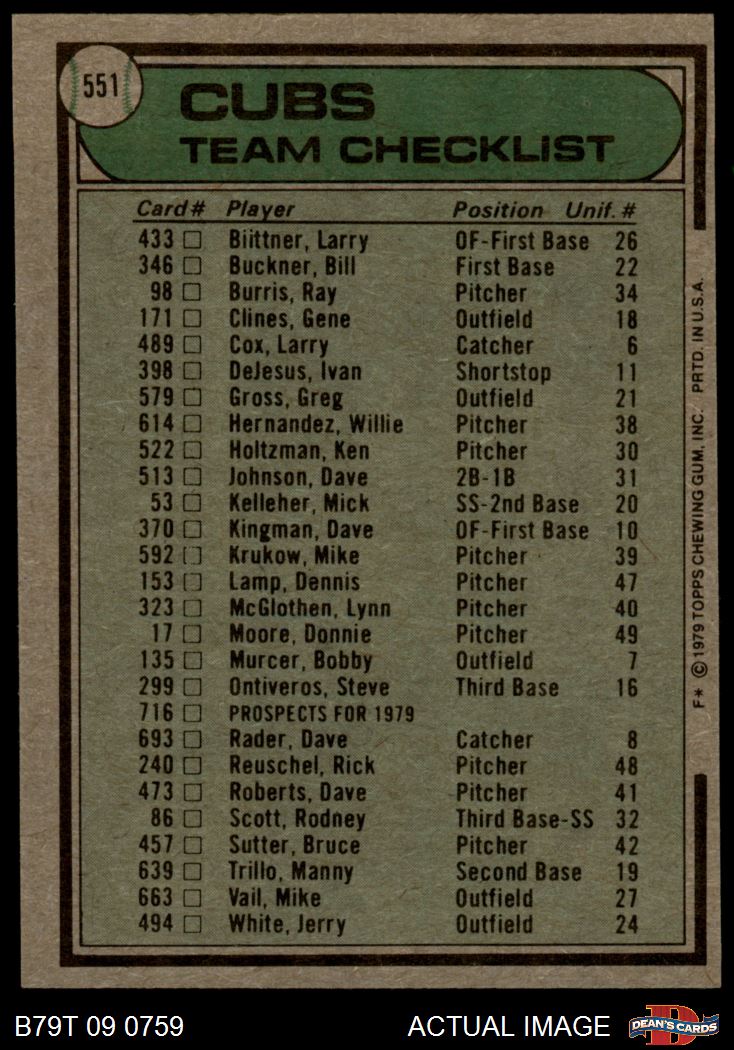 551
CUBS
TEAM CHECKLIST
Card# Player Position Unif. #
433 Biittner, Larry OF-First Base 26
346 Buckner, Bill First Base 22
98 Burris, Ray Pitcher 34
171 Clines, Gene Outfield 18
489 Cox, Larry Catcher 6
398 DeJesus, Ivan Shortstop 11
579 Gross, Greg Outfield 21
614 Hernandez, Willie Pitcher 38
522 Holtzman, Ken Pitcher 30
513 Johnson, Dave 2B-1B 31
53 Kelleher, Mick SS-2nd Base 20
370 Kingman, Dave OF-First Base 10
592 Krukow, Mike Pitcher 39
153 Lamp, Dennis Pitcher 47
323 McGlothen, Lynn Pitcher 40
17 Moore, Donnie Pitcher 49
135 Murcer, Bobby Outfield 7
299 Ontiveros, Steve Third Base 16
716 PROSPECTS FOR 1979
693 Rader, Dave Catcher 8
240 Reuschel, Rick Pitcher 48
473 Roberts, Dave Pitcher 41
86 Scott, Rodney Third Base-SS 32
457 Sutter, Bruce Pitcher 42
639 Trillo, Manny Second Base 19
663 Vail, Mike Outfield 27
494 White, Jerry Outfield 24
F* © 1979 TOPPS CHEWING GUM, INC. PRTD. IN U.S.A.
B79T 09 0759 ACTUAL IMAGE
D
DEAN'S CARDS